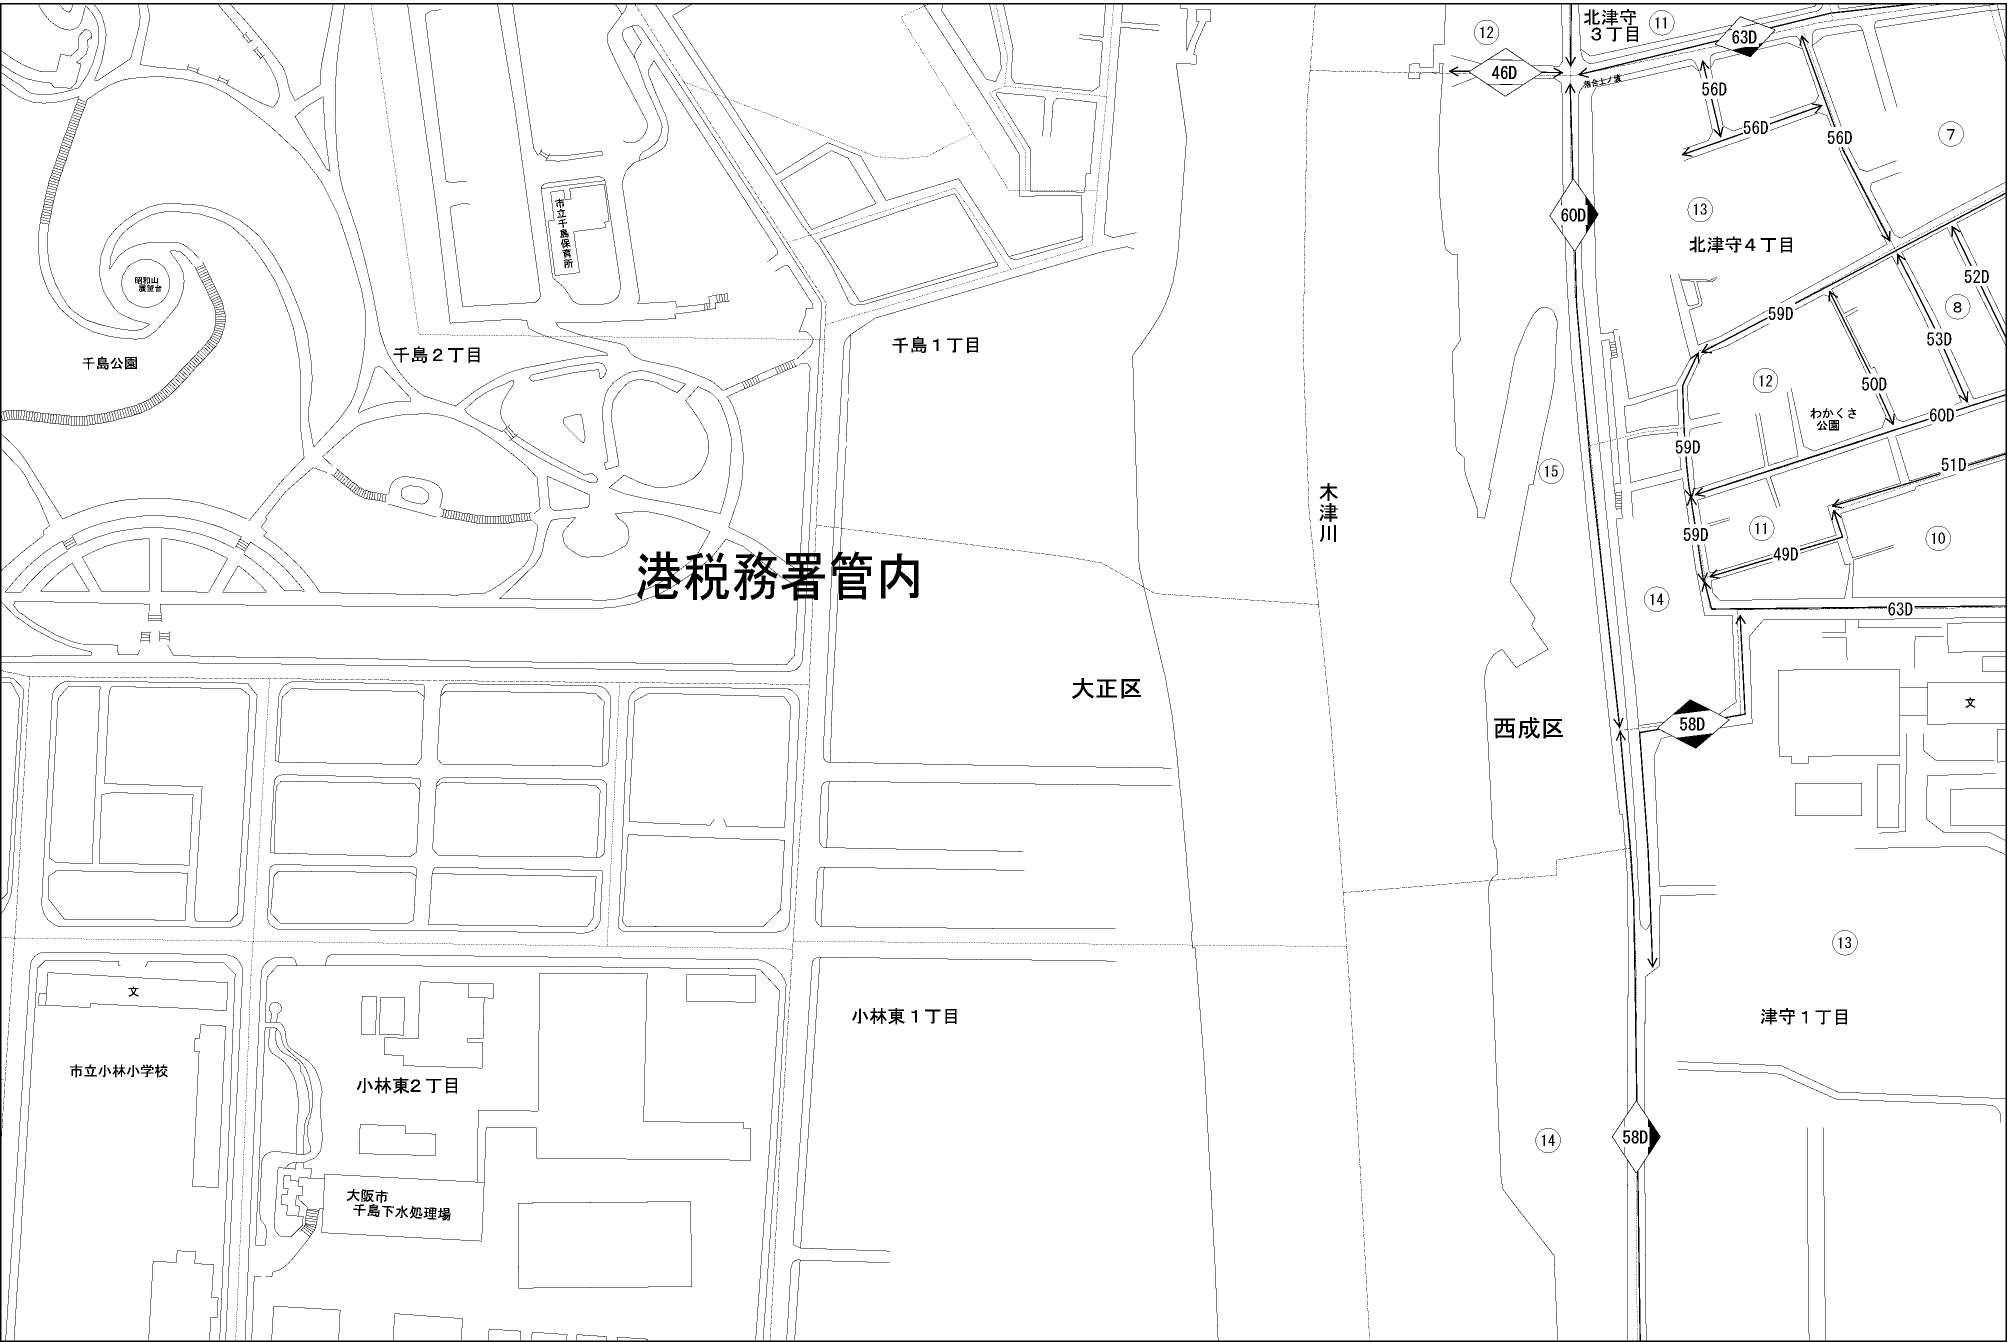 北津守
３丁目
⑪
⑫
63D
46D
落合上ノ渡
56D
56D
56D
⑦
市立千島保育所
60D
⑬
北津守４丁目
昭和山
展望台
52D
⑧
59D
53D
千島公園
千島２丁目
千島１丁目
⑫
50D
わかくさ
公園
60D
59D
51D
⑮
木津川
⑪
59D
⑩
49D
港税務署管内
⑭
63D
大正区
文
西成区
58D
⑬
文
小林東１丁目
津守１丁目
市立小林小学校
小林東２丁目
58D
⑭
大阪市
千島下水処理場